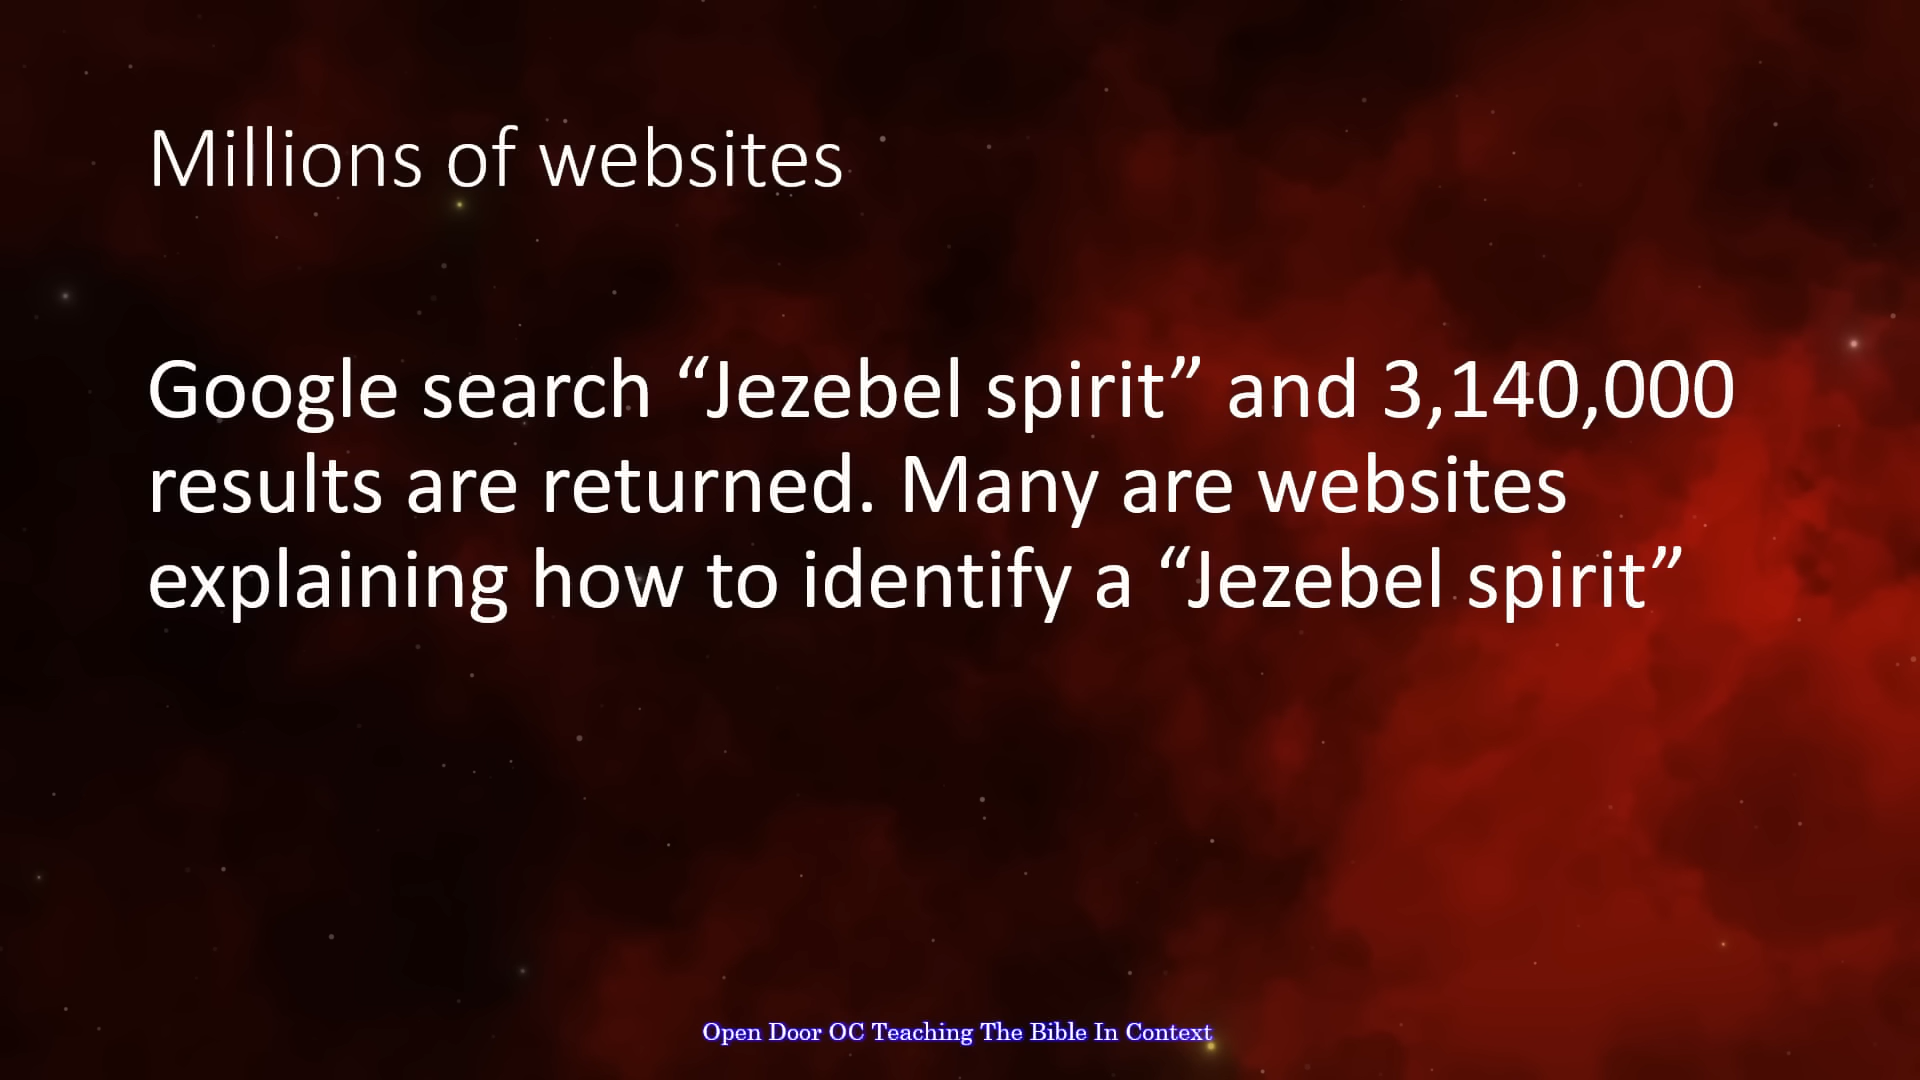 Millions of websites
Google search “Jezebel spirit” and 3,140,000
results are returned. Many are websites
explaining how to identify a “Jezebel spirit”
Open Door OC Teaching The Bible In Context